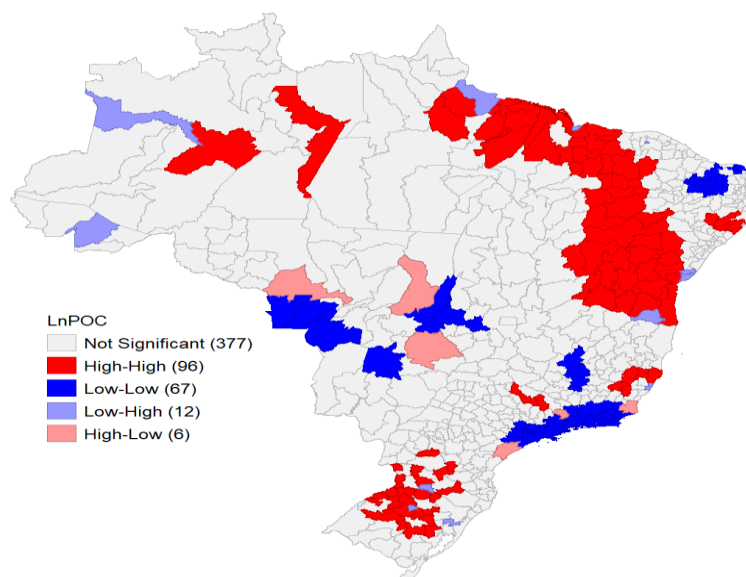 LnPOC
Not Significant (377)
High-High (96)
Low-Low (67)
Low-High (12)
High-Low (6)